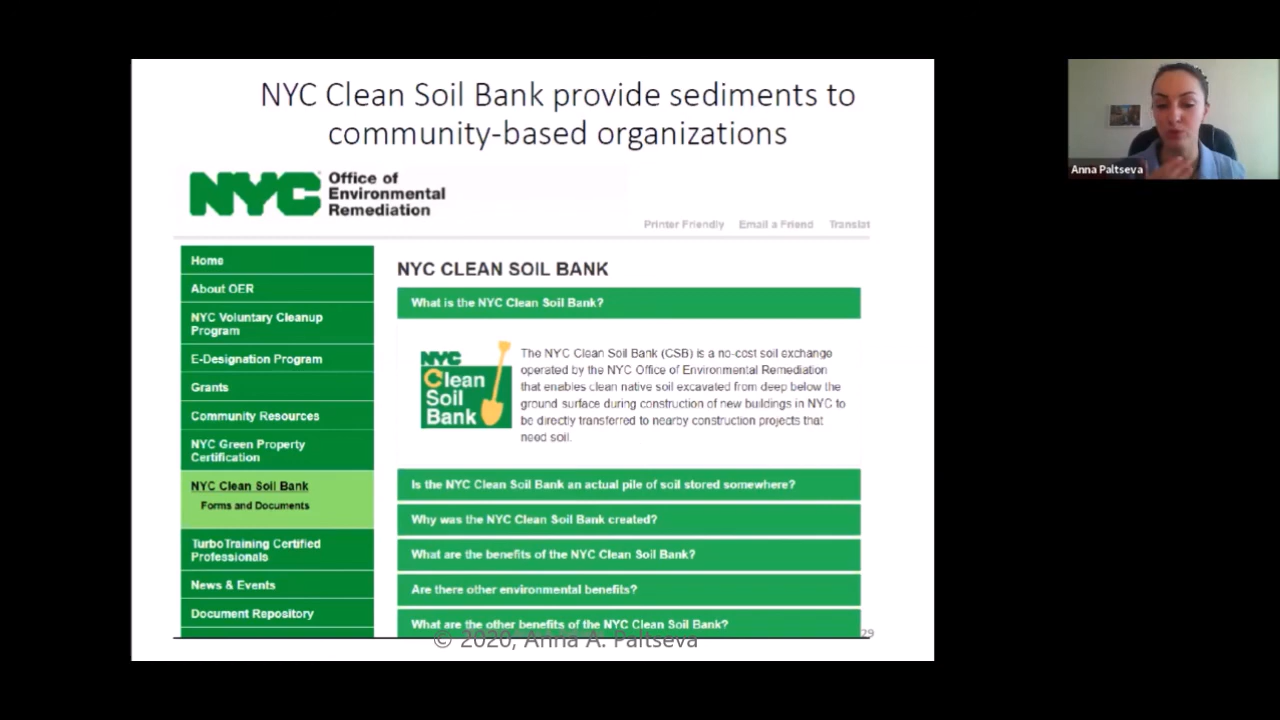 NYC Clean Soil Bank provide sediments to
community-based organizations
NYC
Office of
Environmental
Remediation
Printer Friendly Email a Friend Translat
Home
About OER
NYC Voluntary Cleanup
Program
E-Designation Program
Grants
Community Resources
NYC Green Property
Certification
NYC Clean Soil Bank
Forms and Documents
TurboTraining Certified
Professionals
News & Events
Document Repository
NYC CLEAN SOIL BANK
What is the NYC Clean Soil Bank?
NYC
Clean
Soil
Bank
The NYC Clean Soil Bank (CSB) is a no-cost soil exchange
operated by the NYC Office of Environmental Remediation
that enables clean native soil excavated from deep below the
ground surface during construction of new buildings in NYC to
be directly transferred to nearby construction projects that
need soil.
Is the NYC Clean Soil Bank an actual pile of soil stored somewhere?
Why was the NYC Clean Soil Bank created?
What are the benefits of the NYC Clean Soil Bank?
Are there other environmental benefits?
What are the other benefits of the NYC Clean Soil Bank?
© 2020, Anna A. Paltseva
29
Anna Paltseva